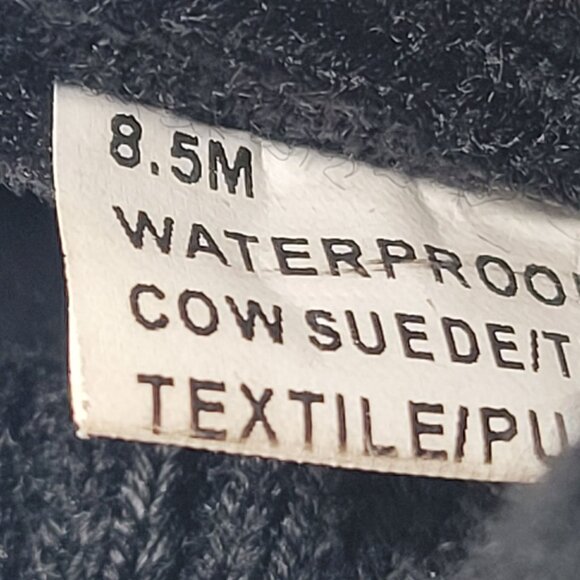 8.5M
WATERPROO
COW SUEDE/T
TEXTILE/PU